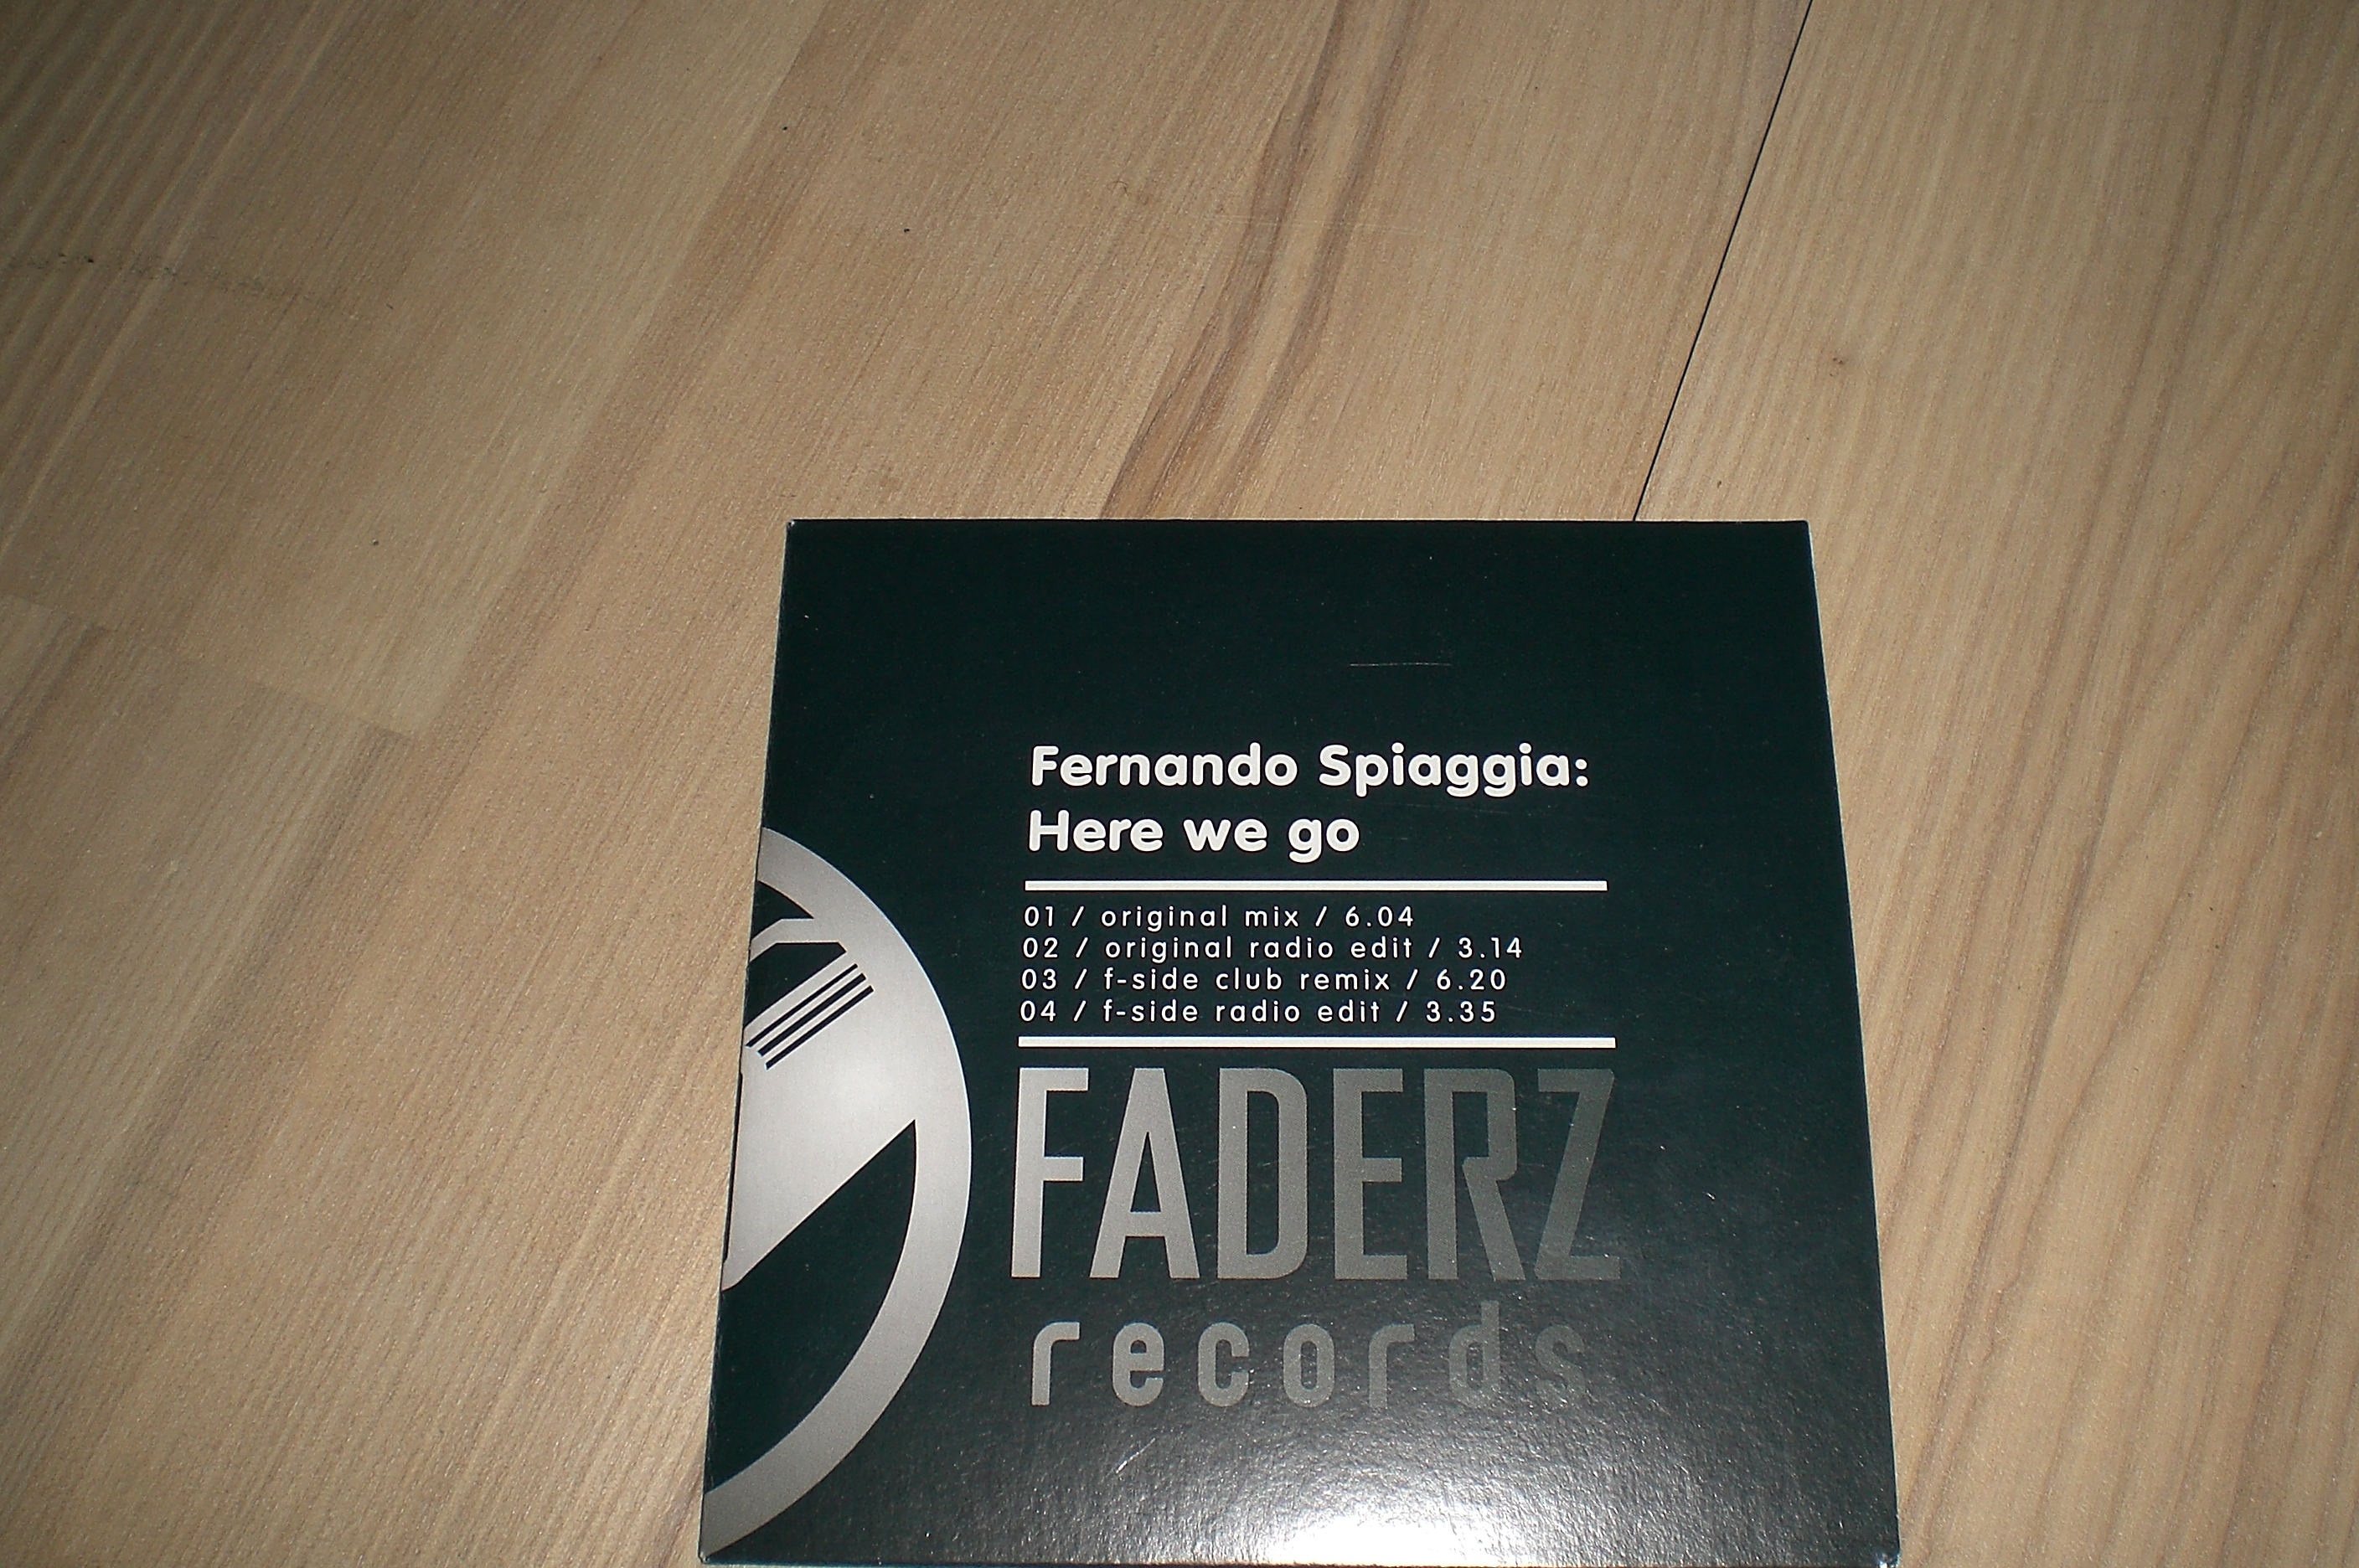 Fernando Spiaggia:
Here we go
01 / original mix / 6.04
02 / original radio edit / 3.14
03 / f-side club remix / 6.20
04 / f-side radio edit / 3.35
FADERZ
records